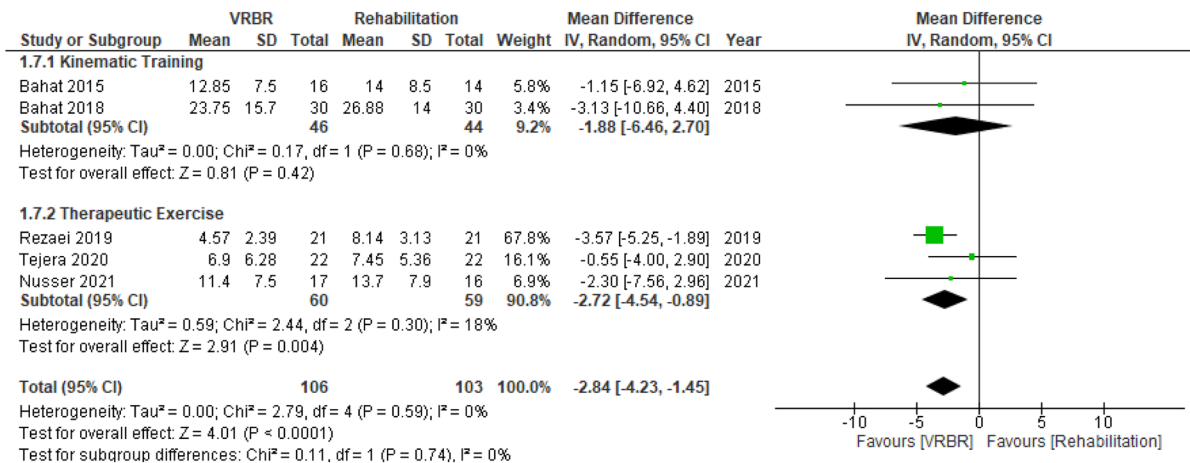 VRBR Rehabilitation Mean Difference Mean Difference
Study or Subgroup Mean SD Total Mean SD Total Weight IV, Random, 95% CI Year IV, Random, 95% CI
1.7.1 Kinematic Training
Bahat 2015 12.85 7.5 16 14 8.5 14 5.8% -1.15 [-6.92, 4.62] 2015
Bahat 2018 23.75 15.7 30 26.88 14 30 3.4% -3.13 [-10.66, 4.40] 2018
Subtotal (95% CI) 46 44 9.2% -1.88 [-6.46, 2.70]
Heterogeneity: Tau² = 0.00; Chi² = 0.17, df = 1 (P = 0.68); I² = 0%
Test for overall effect: Z = 0.81 (P = 0.42)
1.7.2 Therapeutic Exercise
Rezaei 2019 4.57 2.39 21 8.14 3.13 21 67.8% -3.57 [-5.25, -1.89] 2019
Tejera 2020 6.9 6.28 22 7.45 5.36 22 16.1% -0.55 [-4.00, 2.90] 2020
Nusser 2021 11.4 7.5 17 13.7 7.9 16 6.9% -2.30 [-7.56, 2.96] 2021
Subtotal (95% CI) 60 59 90.8% -2.72 [-4.54, -0.89]
Heterogeneity: Tau² = 0.59; Chi² = 2.44, df = 2 (P = 0.30); I² = 18%
Test for overall effect: Z = 2.91 (P = 0.004)
Total (95% CI) 106 103 100.0% -2.84 [-4.23, -1.45]
Heterogeneity: Tau² = 0.00; Chi² = 2.79, df = 4 (P = 0.59); I² = 0%
Test for overall effect: Z = 4.01 (P < 0.0001)
Test for subgroup differences: Chi² = 0.11, df = 1 (P = 0.74), I² = 0%
-10 -5 0 5 10
Favours [VRBR] Favours [Rehabilitation]